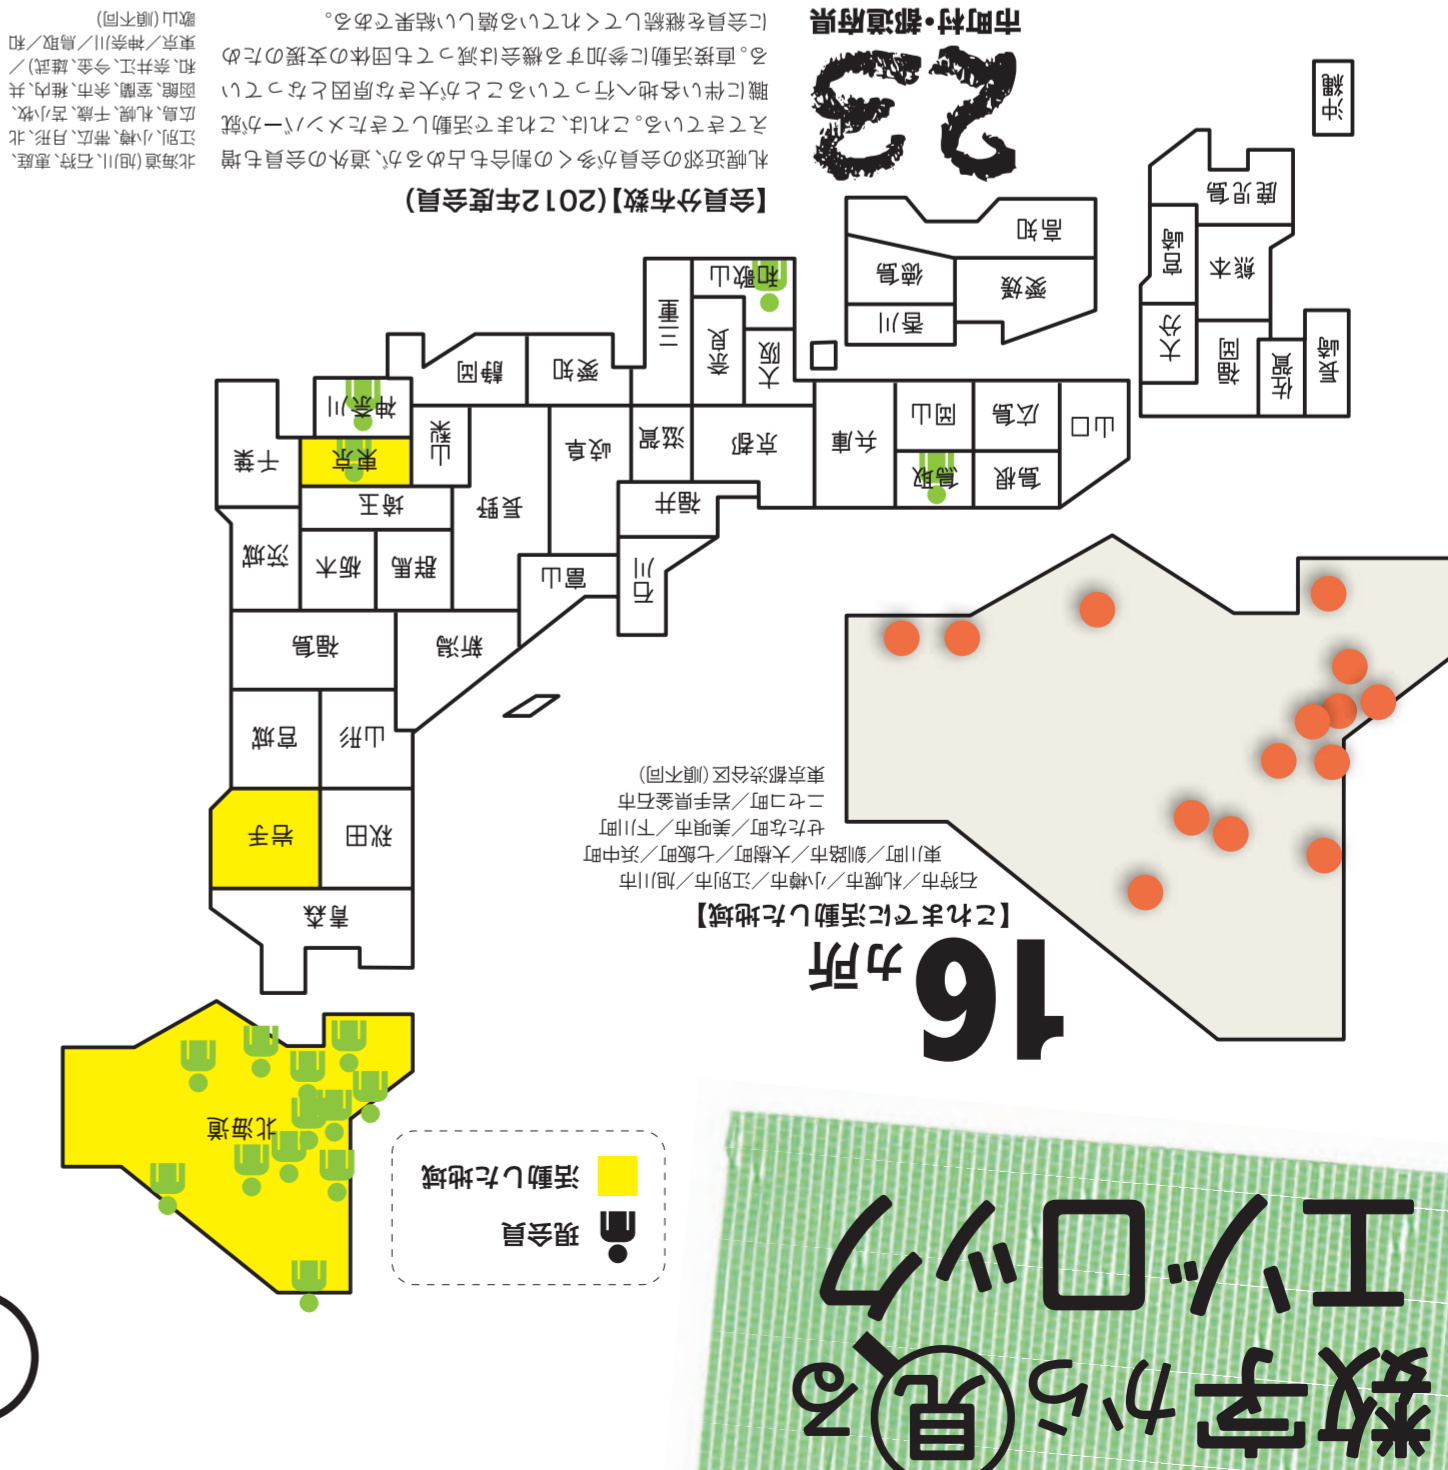 数字から見る
エゾロック
現会員
活動した地域
16ヵ所
【これまでに活動した地域】
石狩市／札幌市／小樽市／江別市／旭川市
東川町／釧路市／大樹町／七飯町／浜中町
せたな町／美唄市／下川町
ニセコ町／岩手県釜石市
東京都渋谷区（順不同）
北海道
青森
秋田
岩手
山形
宮城
新潟
福島
富山
石川
群馬
栃木
茨城
福井
長野
埼玉
千葉
島根
鳥取
兵庫
京都
滋賀
岐阜
山梨
東京
山口
広島
岡山
神奈川
大阪
奈良
三重
愛知
静岡
和歌山
長崎
佐賀
福岡
大分
熊本
宮崎
鹿児島
沖縄
香川
徳島
愛媛
高知
23
市町村・都道府県
【会員分布数】（2012年度会員）
札幌近郊の会員が多くの割合も占めるが、道外の会員も増
えてきている。これは、これまで活動してきたメンバーが就
職に伴い各地へ行っていることが大きな原因となってい
る。直接活動に参加する機会は減っても団体の支援のため
に会員を継続してくれている嬉しい結果である。
北海道（旭川、石狩、恵庭、
江別、小樽、帯広、月形、北
広島、札幌、千歳、苫小牧、
函館、室蘭、余市、稚内、共
和、奈井江、今金、雄武）／
東京／神奈川／鳥取／和
歌山（順不同）